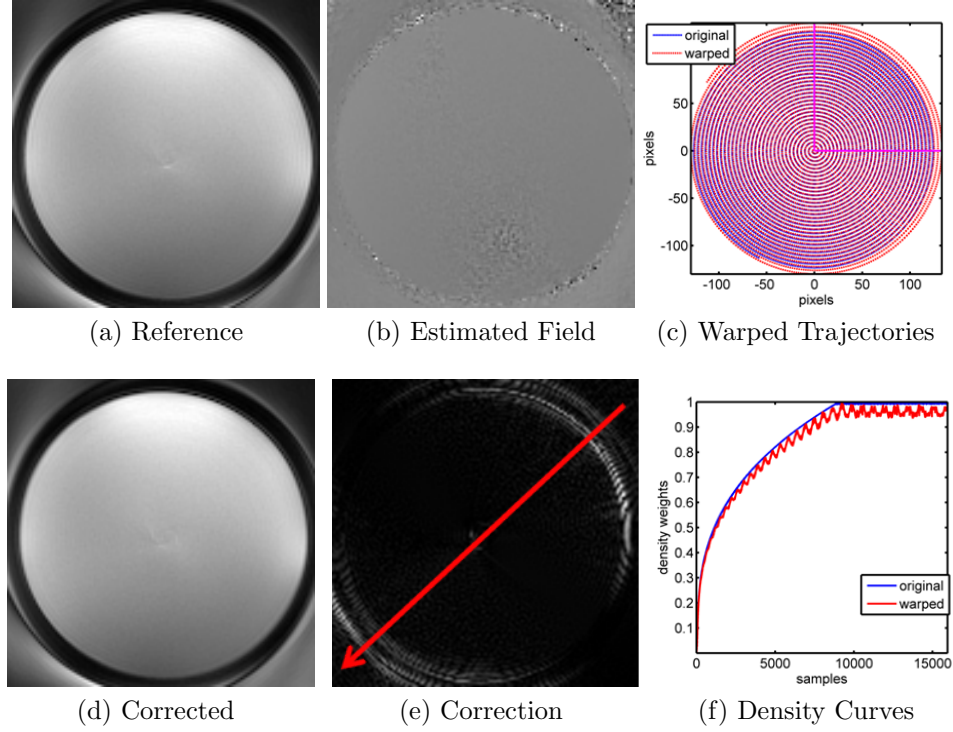 original
warped
50
0
-50
-100
pixels
-100 -50 0 50 100
pixels
(a) Reference
(b) Estimated Field
(c) Warped Trajectories
1
0.9
0.8
0.7
0.6
0.5
0.4
0.3
0.2
0.1
density weights
original
warped
0 5000 10000 15000
samples
(d) Corrected
(e) Correction
(f) Density Curves